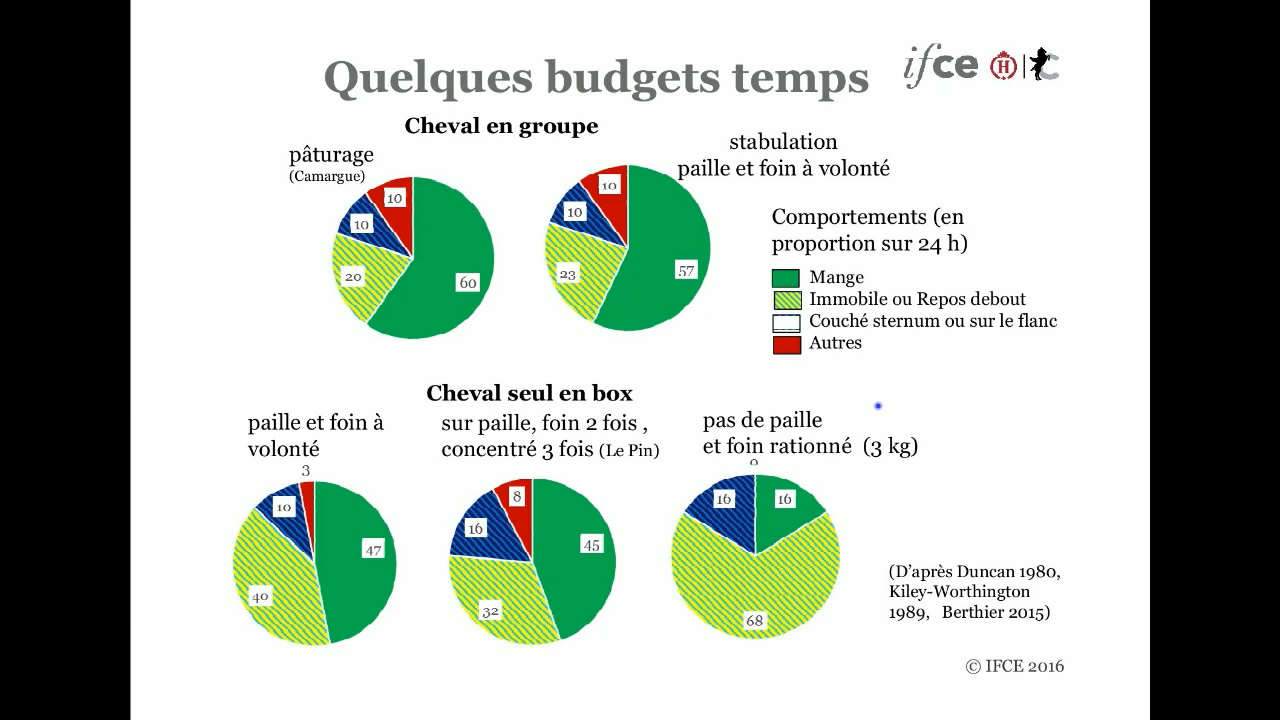 Quelques budgets temps
ifce
H
Cheval en groupe
pâturage
(Camargue)
10
10
20
60
stabulation
paille et foin à volonté
10
10
23
57
Comportements (en
proportion sur 24 h)
Mange
Immobile ou Repos debout
Couché sternum ou sur le flanc
Autres
Cheval seul en box
paille et foin à
volonté
3
10
47
40
sur paille, foin 2 fois ,
concentré 3 fois (Le Pin)
8
16
45
32
pas de paille
et foin rationné (3 kg)
0
16
16
68
(D'après Duncan 1980,
Kiley-Worthington
1989, Berthier 2015)
© IFCE 2016